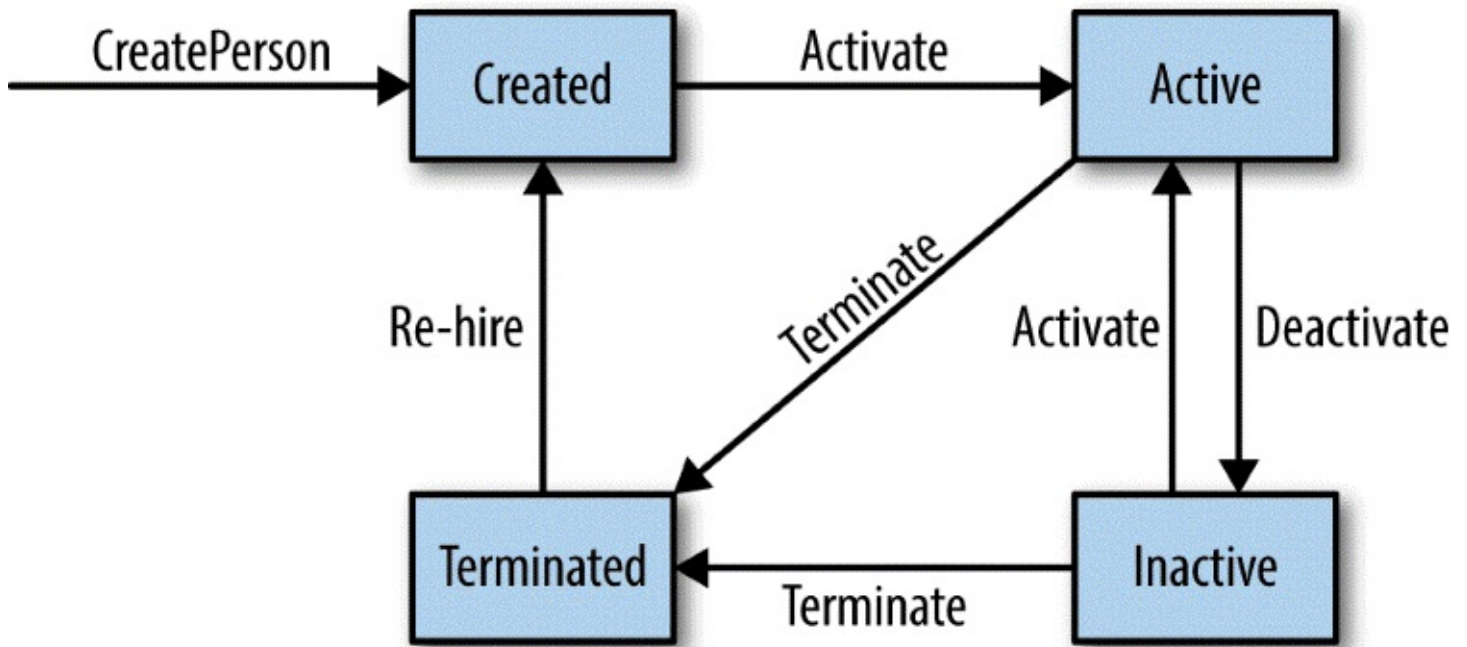 CreatePerson
Created
Activate
Active
Re-hire
Terminate
Activate
Deactivate
Terminated
Terminate
Inactive